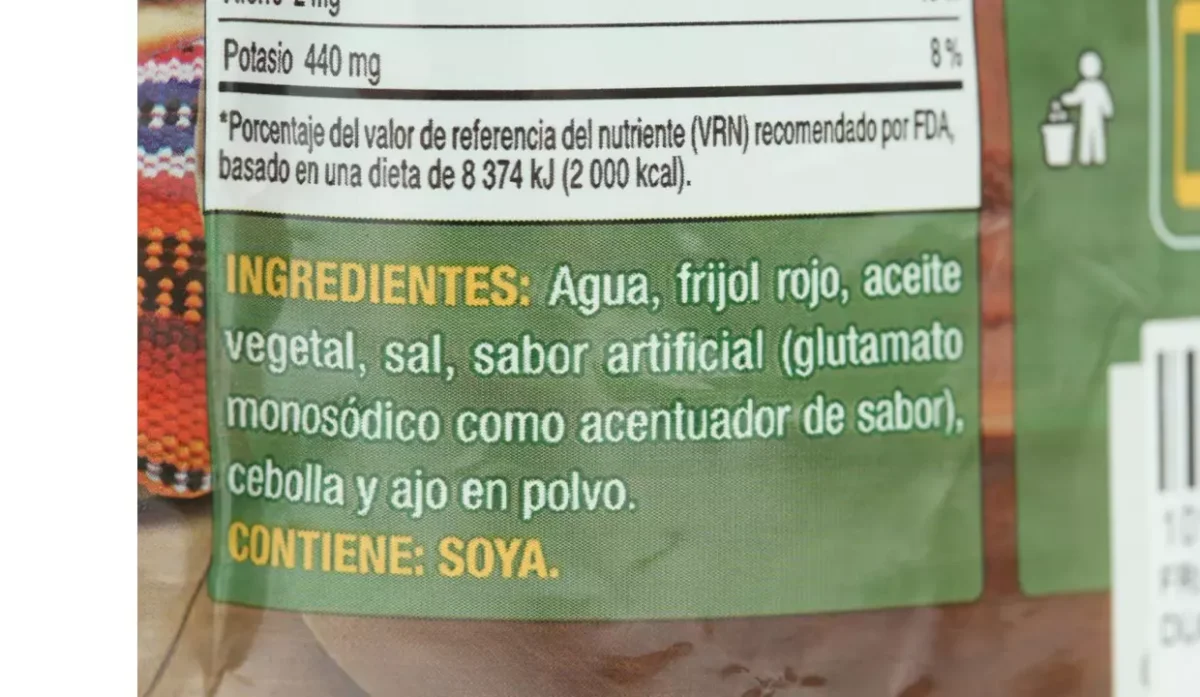 Potasio 440 mg 8 %
*Porcentaje del valor de referencia del nutriente (VRN) recomendado por FDA,
basado en una dieta de 8 374 kJ (2 000 kcal).
INGREDIENTES: Agua, frijol rojo, aceite
vegetal, sal, sabor artificial (glutamato
monosódico como acentuador de sabor),
cebolla y ajo en polvo.
CONTIENE: SOYA.